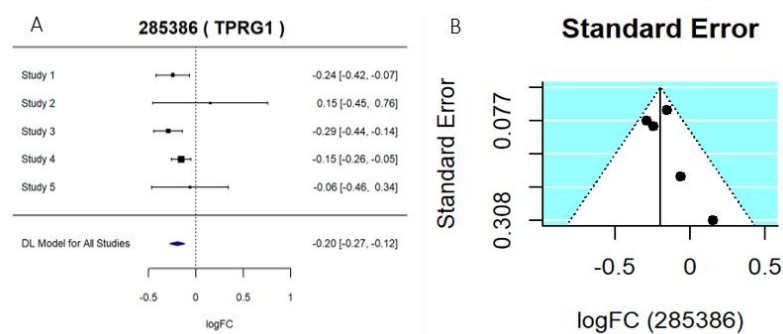 A
285386 ( TPRG1 )
Study 1 -0.24 [-0.42, -0.07]
Study 2 0.15 [-0.45, 0.76]
Study 3 -0.29 [-0.44, -0.14]
Study 4 -0.15 [-0.26, -0.05]
Study 5 -0.06 [-0.46, 0.34]
DL Model for All Studies -0.20 [-0.27, -0.12]
-0.5 0 0.5 1
logFC
B
Standard Error
Standard Error
0.077
0.308
-0.5 0 0.5
logFC (285386)